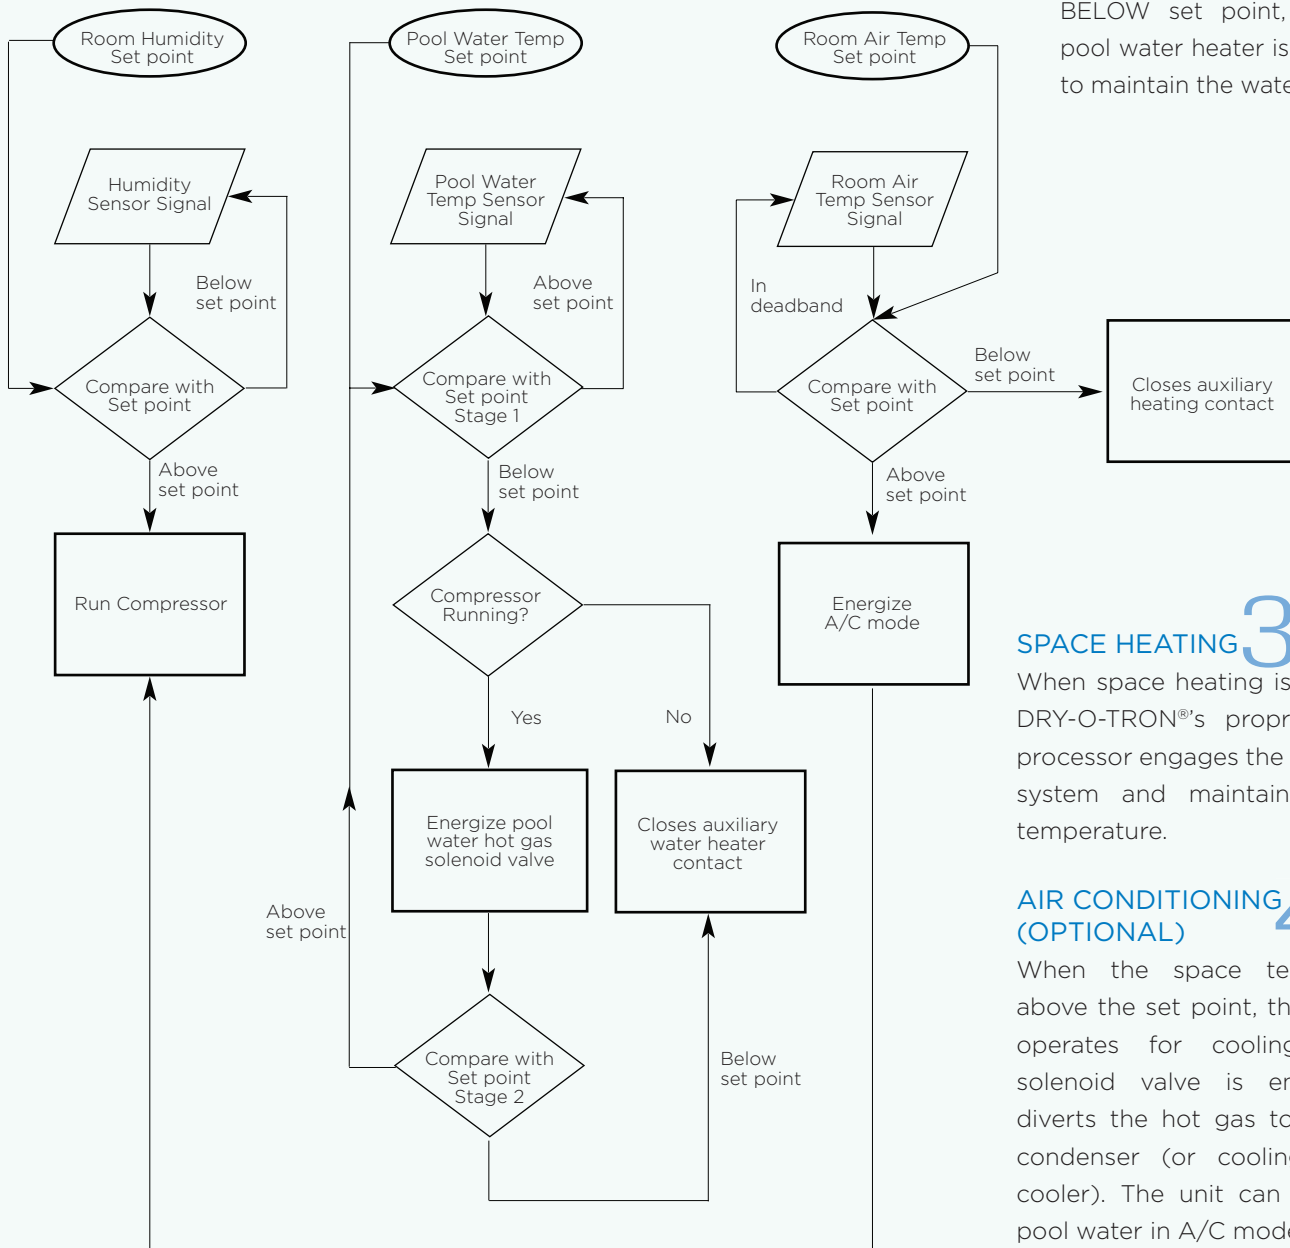 BELOW set point,
pool water heater is
to maintain the
Room Humidity
Set point
Pool Water Temp
Set point
Room Air Temp
Set point
Humidity
Sensor Signal
Pool Water
Temp Sensor
Signal
Room Air
Temp Sensor
Signal
Below
set point
Above
set point
In
deadband
Compare with
Set point
Compare with
Set point
Stage 1
Compare with
Set point
Below
set point
Closes auxiliary
heating contact
Above
set point
Below
set point
Above
set point
Run Compressor
Compressor
Running?
Energize
A/C mode
Yes
No
Energize pool
water hot gas
solenoid valve
Closes auxiliary
water heater
contact
Above
set point
Compare with
Set point
Stage 2
Below
set point
SPACE HEATING 3
When space heating is
DRY-O-TRON®'s
processor engages the
system and maintain
temperature.
AIR CONDITIONING
(OPTIONAL)
When the space
above the set point,
operates for cooling
solenoid valve is
diverts the hot gas to
condenser (or cooling
cooler). The unit can
pool water in A/C mode